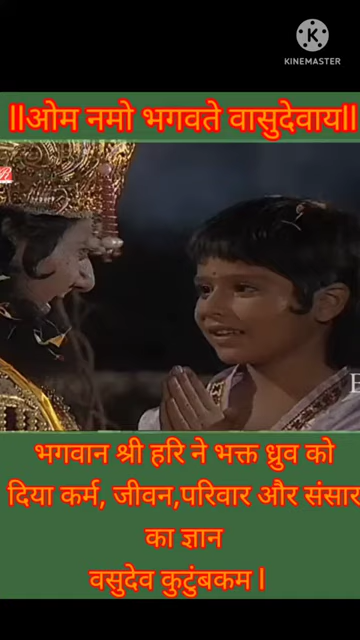 KINEMASTER
॥ओम नमो भगवते वासुदेवाय॥
भगवान श्री हरि ने भक्त ध्रुव को
दिया कर्म, जीवन,परिवार और संसार
का ज्ञान
वसुदेव कुटुंबकम।